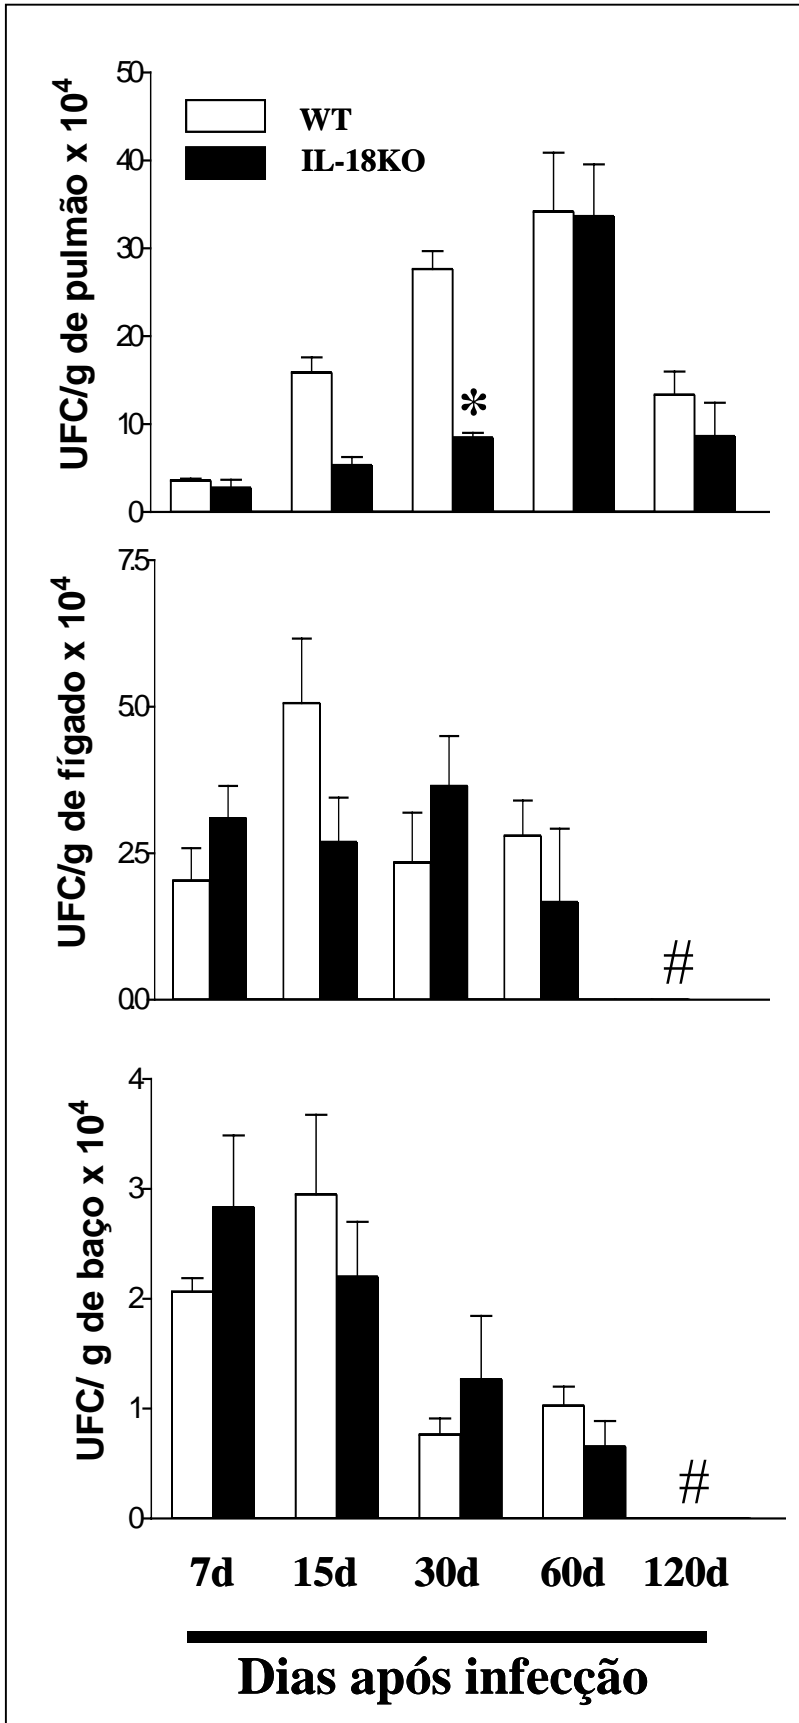 UFC/g de pulmão x 10⁴
50
40
30
20
10
0
WT
IL-18KO
*
UFC/g de fígado x 10⁴
7.5
5.0
2.5
0.0
#
UFC/ g de baço x 10⁴
4
3
2
1
0
#
7d 15d 30d 60d 120d
Dias após infecção